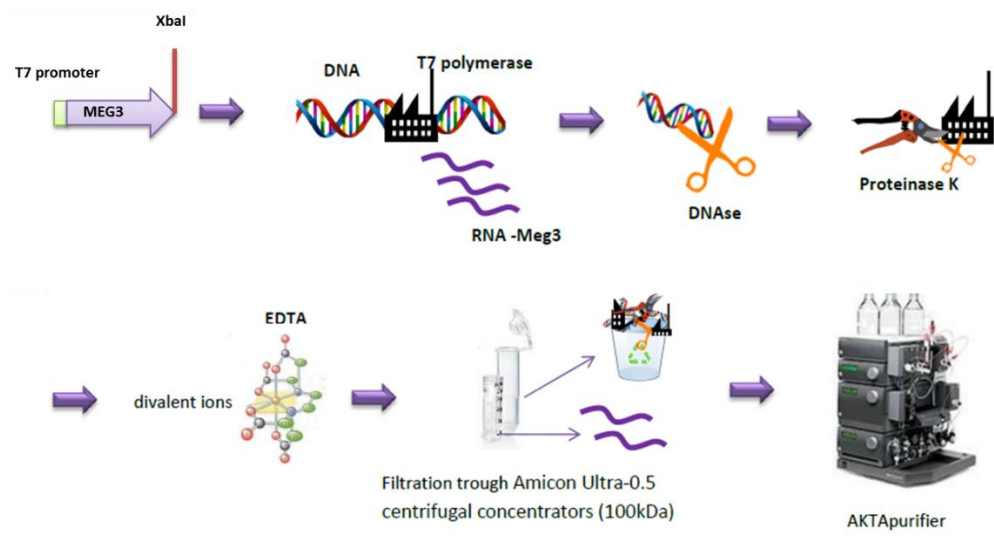 XbaI
T7 promoter
MEG3
DNA
T7 polymerase
RNA -Meg3
DNAse
Proteinase K
EDTA
divalent ions
Filtration trough Amicon Ultra-0.5
centrifugal concentrators (100kDa)
AKTApurifier